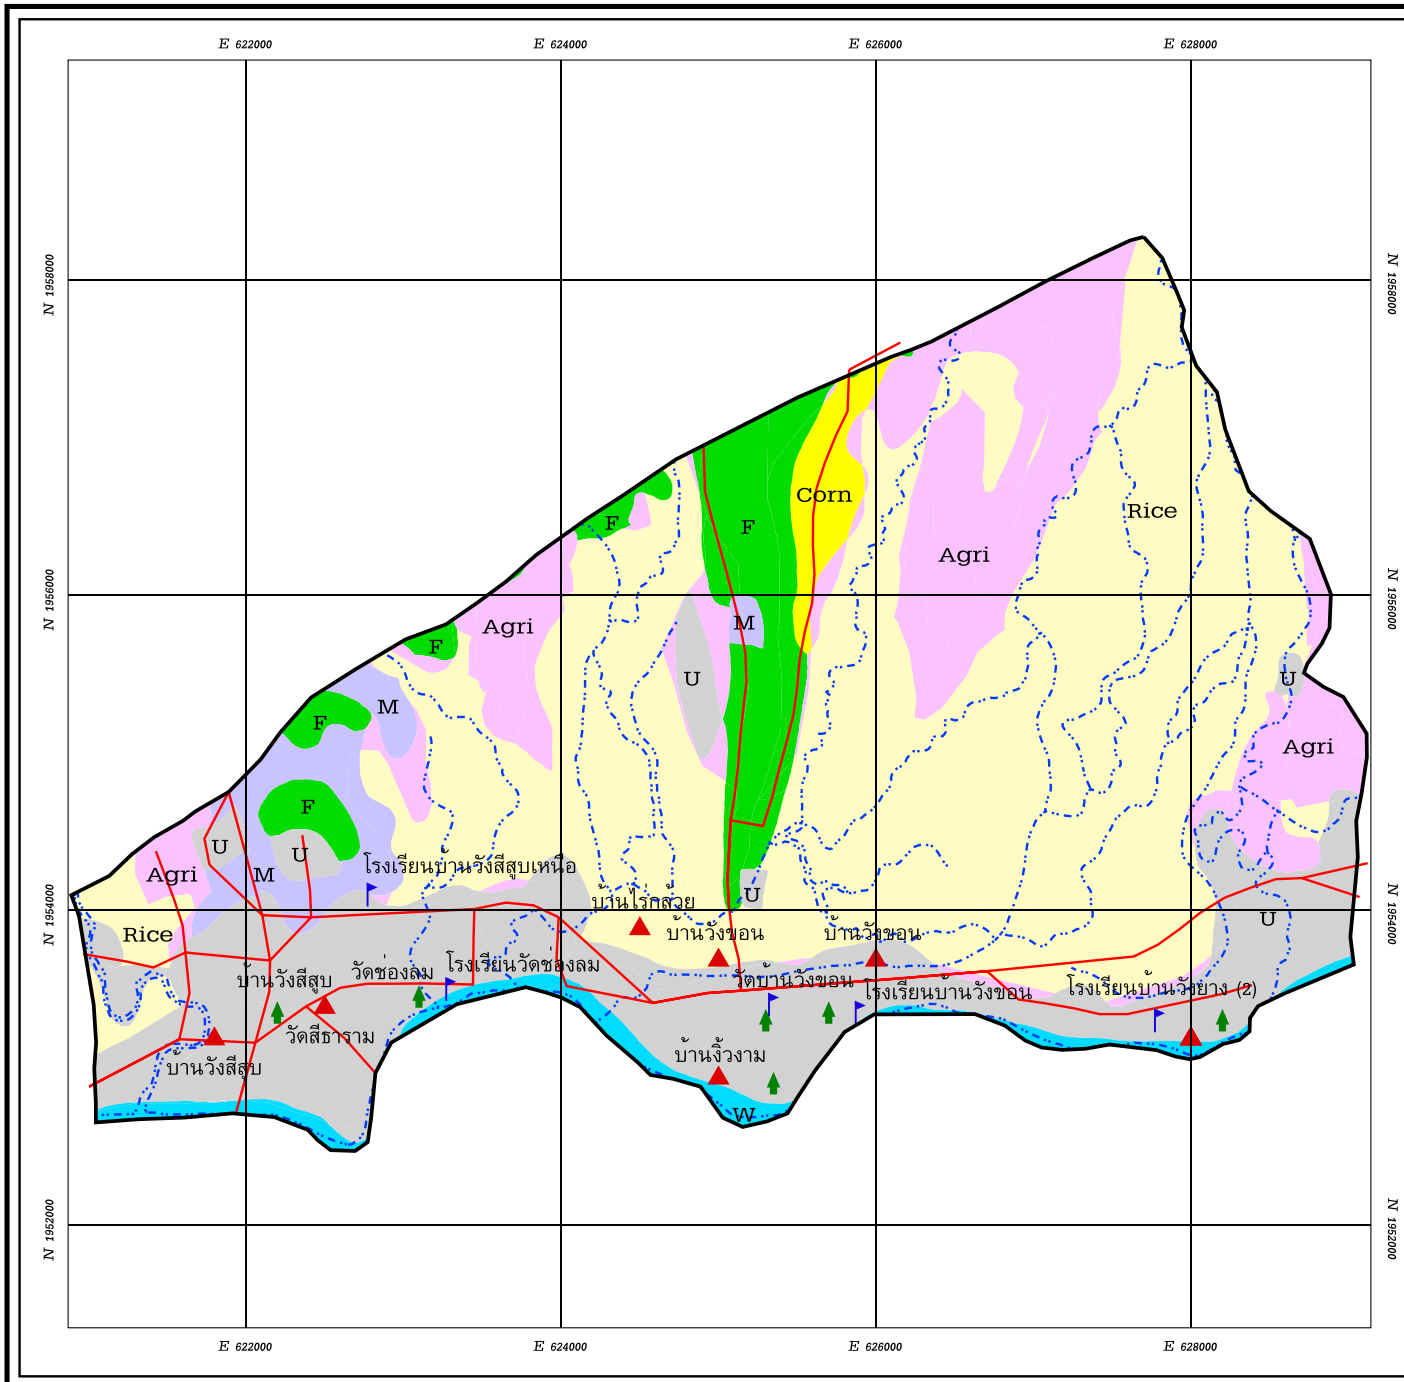 E 622000 E 624000 E 626000 E 628000
N 1958000
N 1958000
Corn
F
F
Rice
Agri
N 1956000
N 1956000
M
Agri
F
U
U
M
F
Agri
F
U
U
โรงเรียนบ้านวังสีสูบเหนือ
Agri
M
U
บ้านไร่กล้วย
U
N 1954000
N 1954000
Rice
บ้านวังขอน
บ้านวังขอน
วัดช่องลม
โรงเรียนวัดช่องลม
บ้านวังสีสูบ
วัดบ้านวังขอน
โรงเรียนบ้านวังขอน
โรงเรียนบ้านวังยาง (2)
วัดสีธาราม
บ้านงิ้วงาม
บ้านวังสีสูบ
W
N 1952000
N 1952000
E 622000 E 624000 E 626000 E 628000